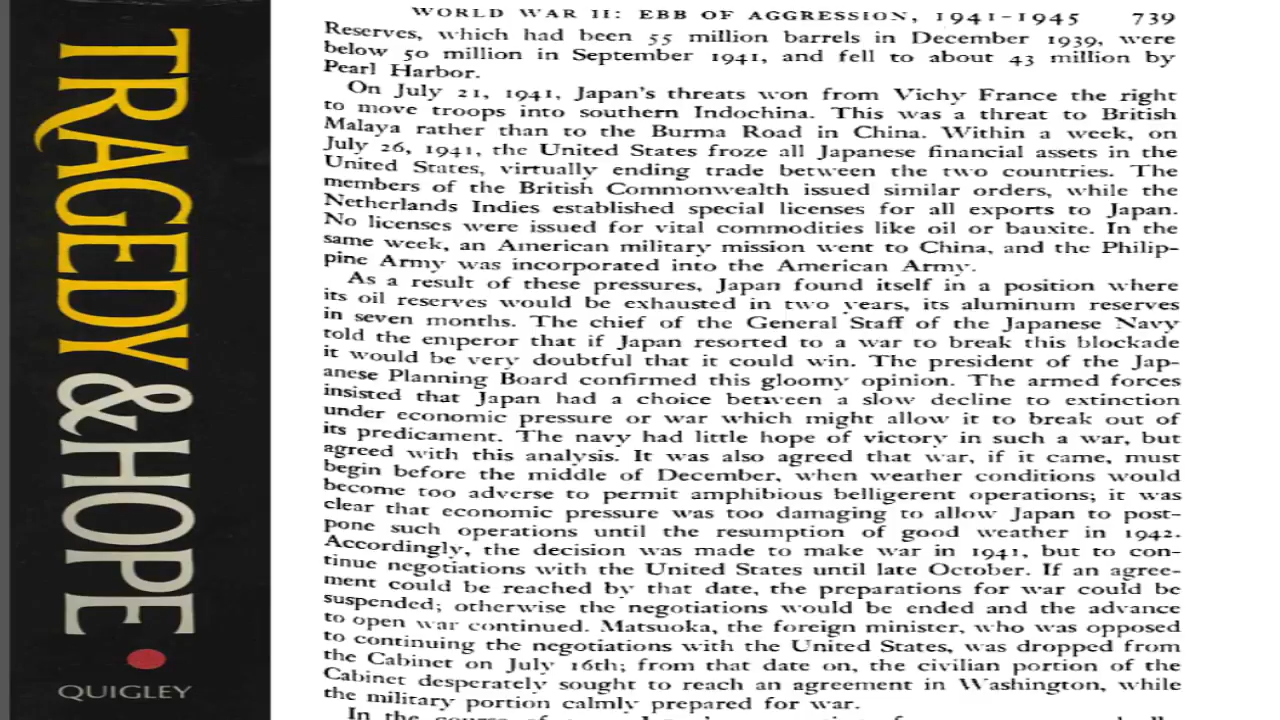 TRAGEDY & HOPE
QUIGLEY
WORLD WAR II: EBB OF AGGRESSION, 1941-1945 739
Reserves, which had been 55 million barrels in December 1939, were
below 50 million in September 1941, and fell to about 43 million by
Pearl Harbor.
On July 21, 1941, Japan's threats won from Vichy France the right
to move troops into southern Indochina. This was a threat to British
Malaya rather than to the Burma Road in China. Within a week, on
July 26, 1941, the United States froze all Japanese financial assets in the
United States, virtually ending trade between the two countries. The
members of the British Commonwealth issued similar orders, while the
Netherlands Indies established special licenses for all exports to Japan.
No licenses were issued for vital commodities like oil or bauxite. In the
same week, an American military mission went to China, and the Philip-
pine Army was incorporated into the American Army.
As a result of these pressures, Japan found itself in a position where
its oil reserves would be exhausted in two years, its aluminum reserves
in seven months. The chief of the General Staff of the Japanese Navy
told the emperor that if Japan resorted to a war to break this blockade
it would be very doubtful that it could win. The president of the Jap-
anese Planning Board confirmed this gloomy opinion. The armed forces
insisted that Japan had a choice between a slow decline to extinction
under economic pressure or war which might allow it to break out of
its predicament. The navy had little hope of victory in such a war, but
agreed with this analysis. It was also agreed that war, if it came, must
begin before the middle of December, when weather conditions would
become too adverse to permit amphibious belligerent operations; it was
clear that economic pressure was too damaging to allow Japan to post-
pone such operations until the resumption of good weather in 1942.
Accordingly, the decision was made to make war in 1941, but to con-
tinue negotiations with the United States until late October. If an agree-
ment could be reached by that date, the preparations for war could be
suspended; otherwise the negotiations would be ended and the advance
to open war continued. Matsuoka, the foreign minister, who was opposed
to continuing the negotiations with the United States, was dropped from
the Cabinet on July 16th; from that date on, the civilian portion of the
Cabinet desperately sought to reach an agreement in Washington, while
the military portion calmly prepared for war.
In the